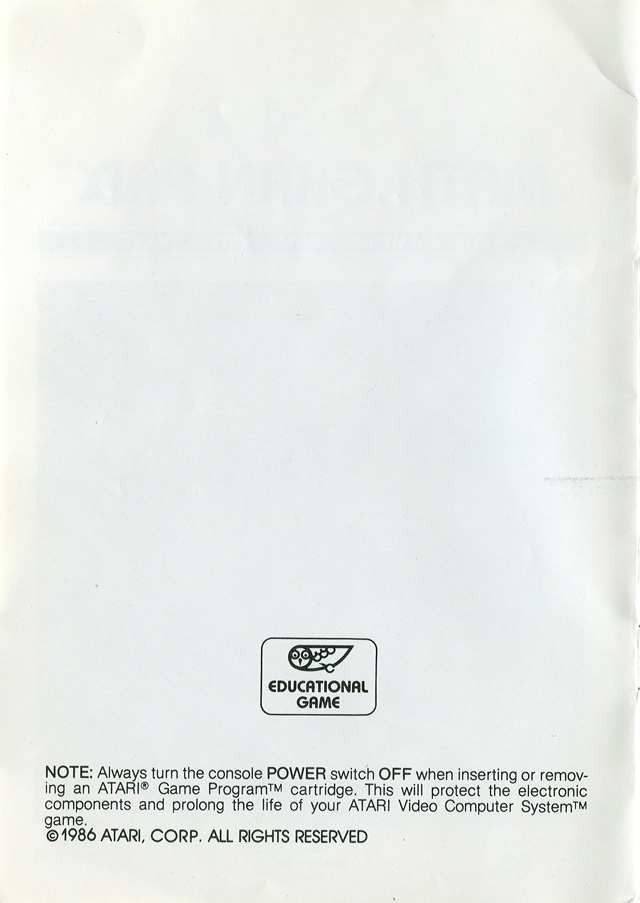 EDUCATIONAL
GAME
NOTE: Always turn the console POWER switch OFF when inserting or remov-
ing an ATARI® Game Program™ cartridge. This will protect the electronic
components and prolong the life of your ATARI Video Computer System™
game.
©1986 ATARI, CORP. ALL RIGHTS RESERVED